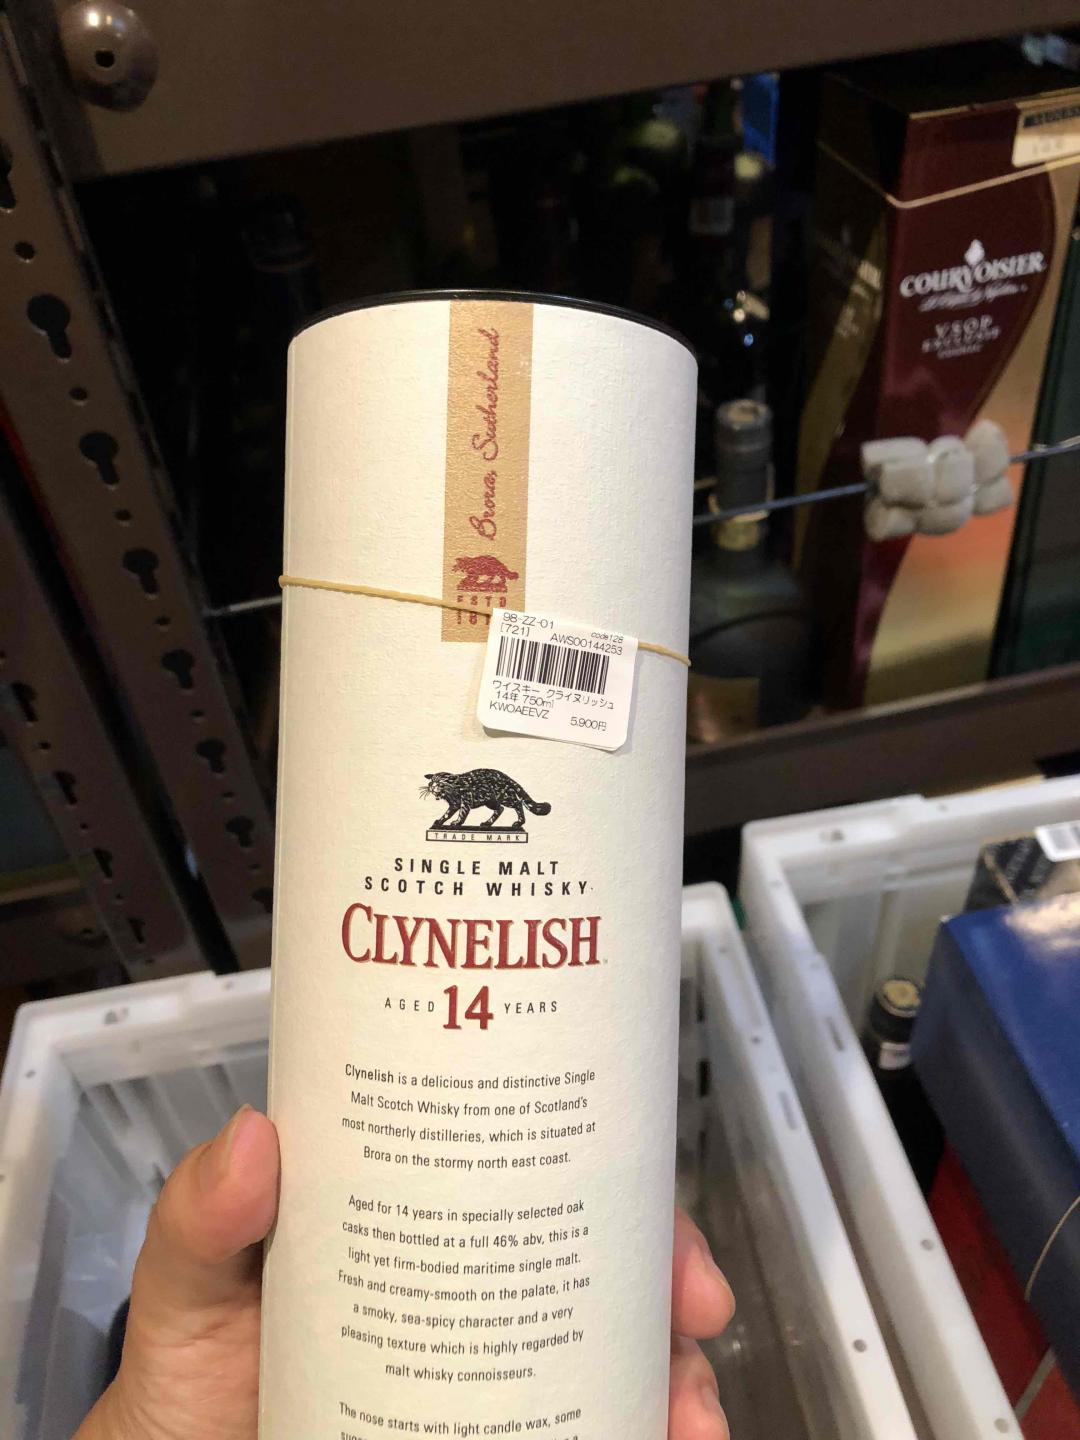 Brora, Sutherland
ESTD
98-ZZ-01
[721]
code128
AWS00144253
ワイスキー クライヌリッシュ
14年 750ml
KWOAEEVZ
5,900円
TRADE MARK
SINGLE MALT
SCOTCH WHISKY
CLYNELISH
AGED 14 YEARS
Clynelish is a delicious and distinctive Single
Malt Scotch Whisky from one of Scotland's
most northerly distilleries, which is situated at
Brora on the stormy north east coast.
Aged for 14 years in specially selected oak
casks then bottled at a full 46% abv, this is a
light yet firm-bodied maritime single malt.
Fresh and creamy-smooth on the palate, it has
a smoky, sea-spicy character and a very
pleasing texture which is highly regarded by
malt whisky connoisseurs.
The nose starts with light candle wax, some
COURVOISIER
VSOP
EXCLUSIF
COGNAC